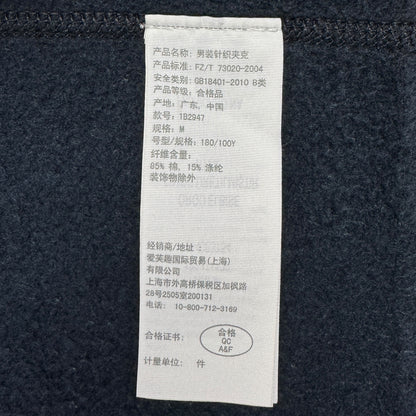 产品名称：男装针织夹克
产品标准：FZ/T 73020-2004
安全类别：GB18401-2010 B类
产品等级：合格品
产地：广东，中国
款号：1B2947
规格：M
号型/规格：180/100Y
纤维含量：
85% 棉，15% 涤纶
装饰物除外
经销商/地址：
爱芙趣国际贸易(上海)
有限公司
上海市外高桥保税区加枫路
28号2505室200131
电话：10-800-712-3169
合格证书：
合格
QC
A&F
计量单位：件